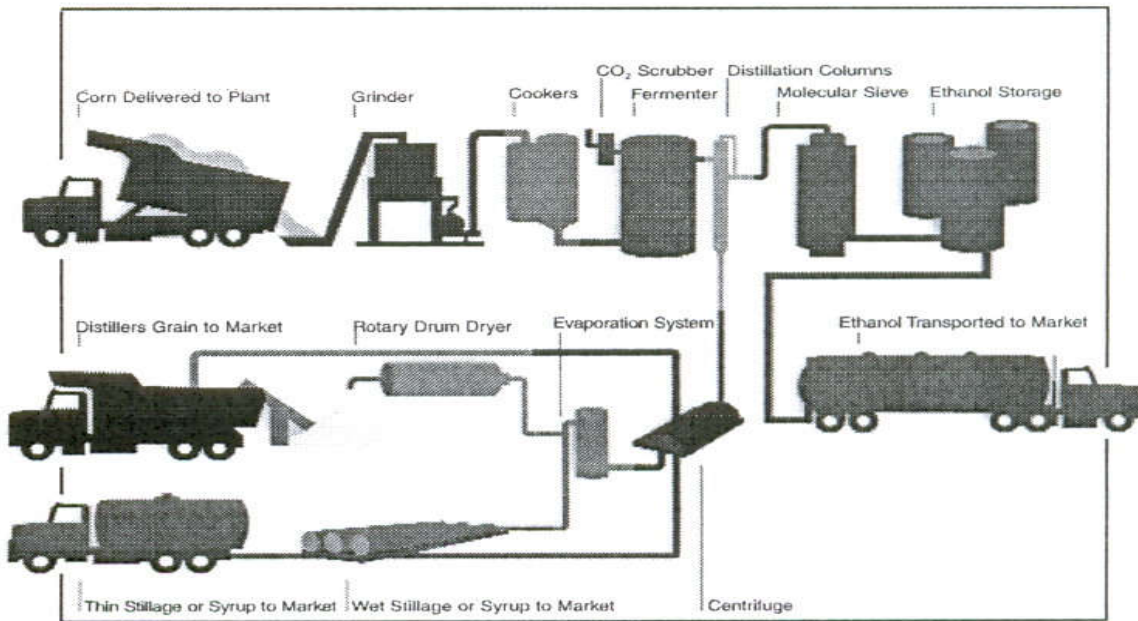 CO₂ Scrubber
Distillation Columns
Corn Delivered to Plant
Grinder
Cookers
Fermenter
Molecular Sieve
Ethanol Storage
Distillers Grain to Market
Rotary Drum Dryer
Evaporation System
Ethanol Transported to Market
Thin Stillage or Syrup to Market
Wet Stillage or Syrup to Market
Centrifuge